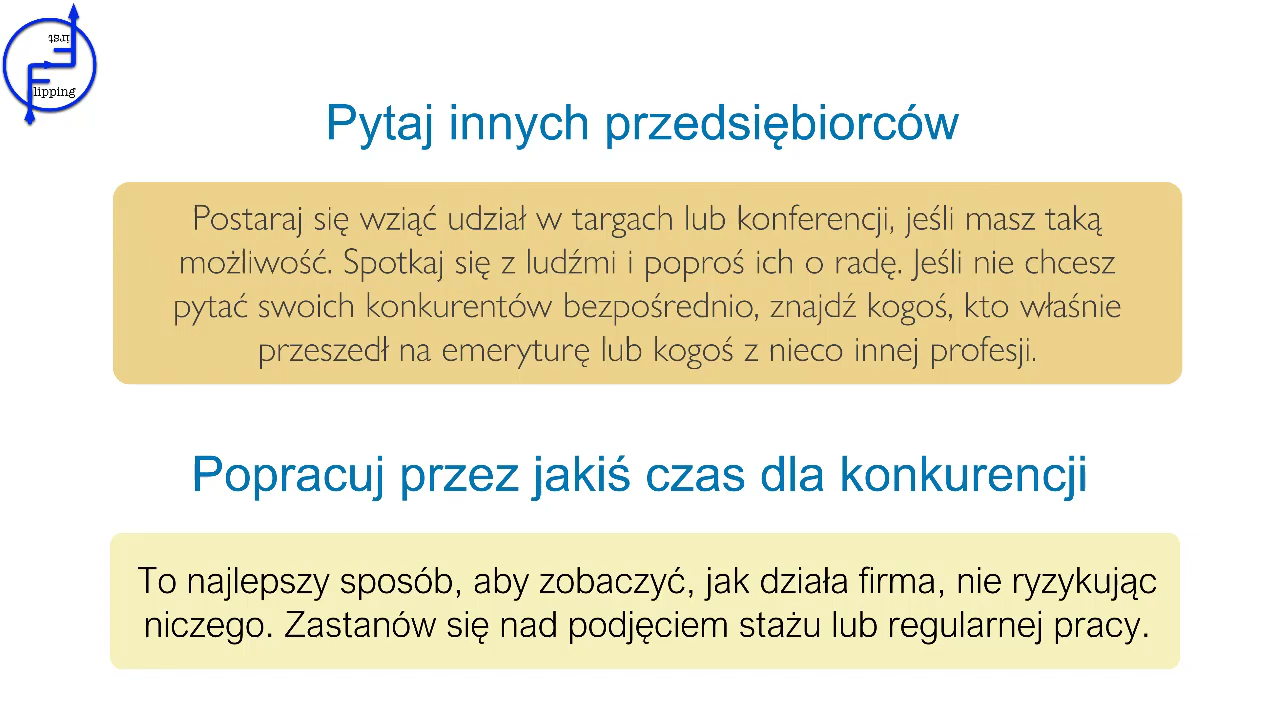 irst
lipping
Pytaj innych przedsiębiorców
Postaraj się wziąć udział w targach lub konferencji, jeśli masz taką
możliwość. Spotkaj się z ludźmi i poproś ich o radę. Jeśli nie chcesz
pytać swoich konkurentów bezpośrednio, znajdź kogoś, kto właśnie
przeszedł na emeryturę lub kogoś z nieco innej profesji.
Popracuj przez jakiś czas dla konkurencji
To najlepszy sposób, aby zobaczyć, jak działa firma, nie ryzykując
niczego. Zastanów się nad podjęciem stażu lub regularnej pracy.